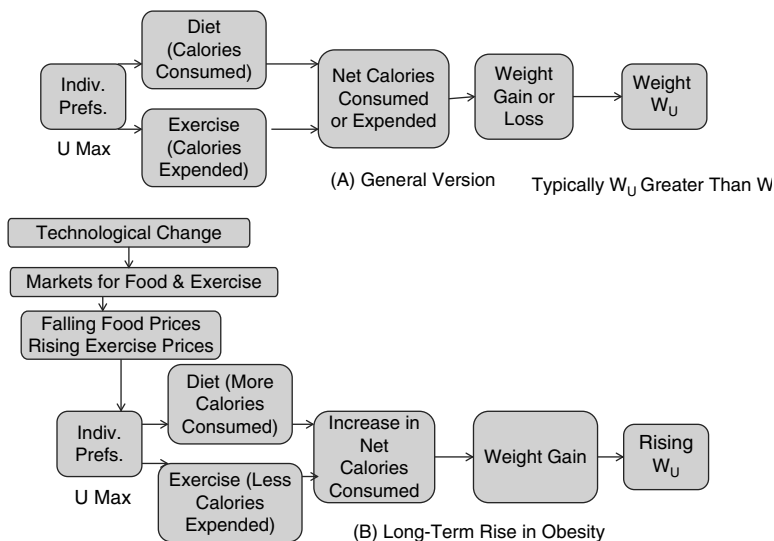 Diet
(Calories
Consumed)
Indiv.
Prefs.
U Max
Exercise
(Calories
Expended)
Net Calories
Consumed
or Expended
Weight
Gain or
Loss
Weight
W_U
(A) General Version
Typically W_U Greater Than W
Technological Change
Markets for Food & Exercise
Falling Food Prices
Rising Exercise Prices
Diet (More
Calories
Consumed)
Indiv.
Prefs.
U Max
Exercise (Less
Calories
Expended)
Increase in
Net
Calories
Consumed
Weight Gain
Rising
W_U
(B) Long-Term Rise in Obesity